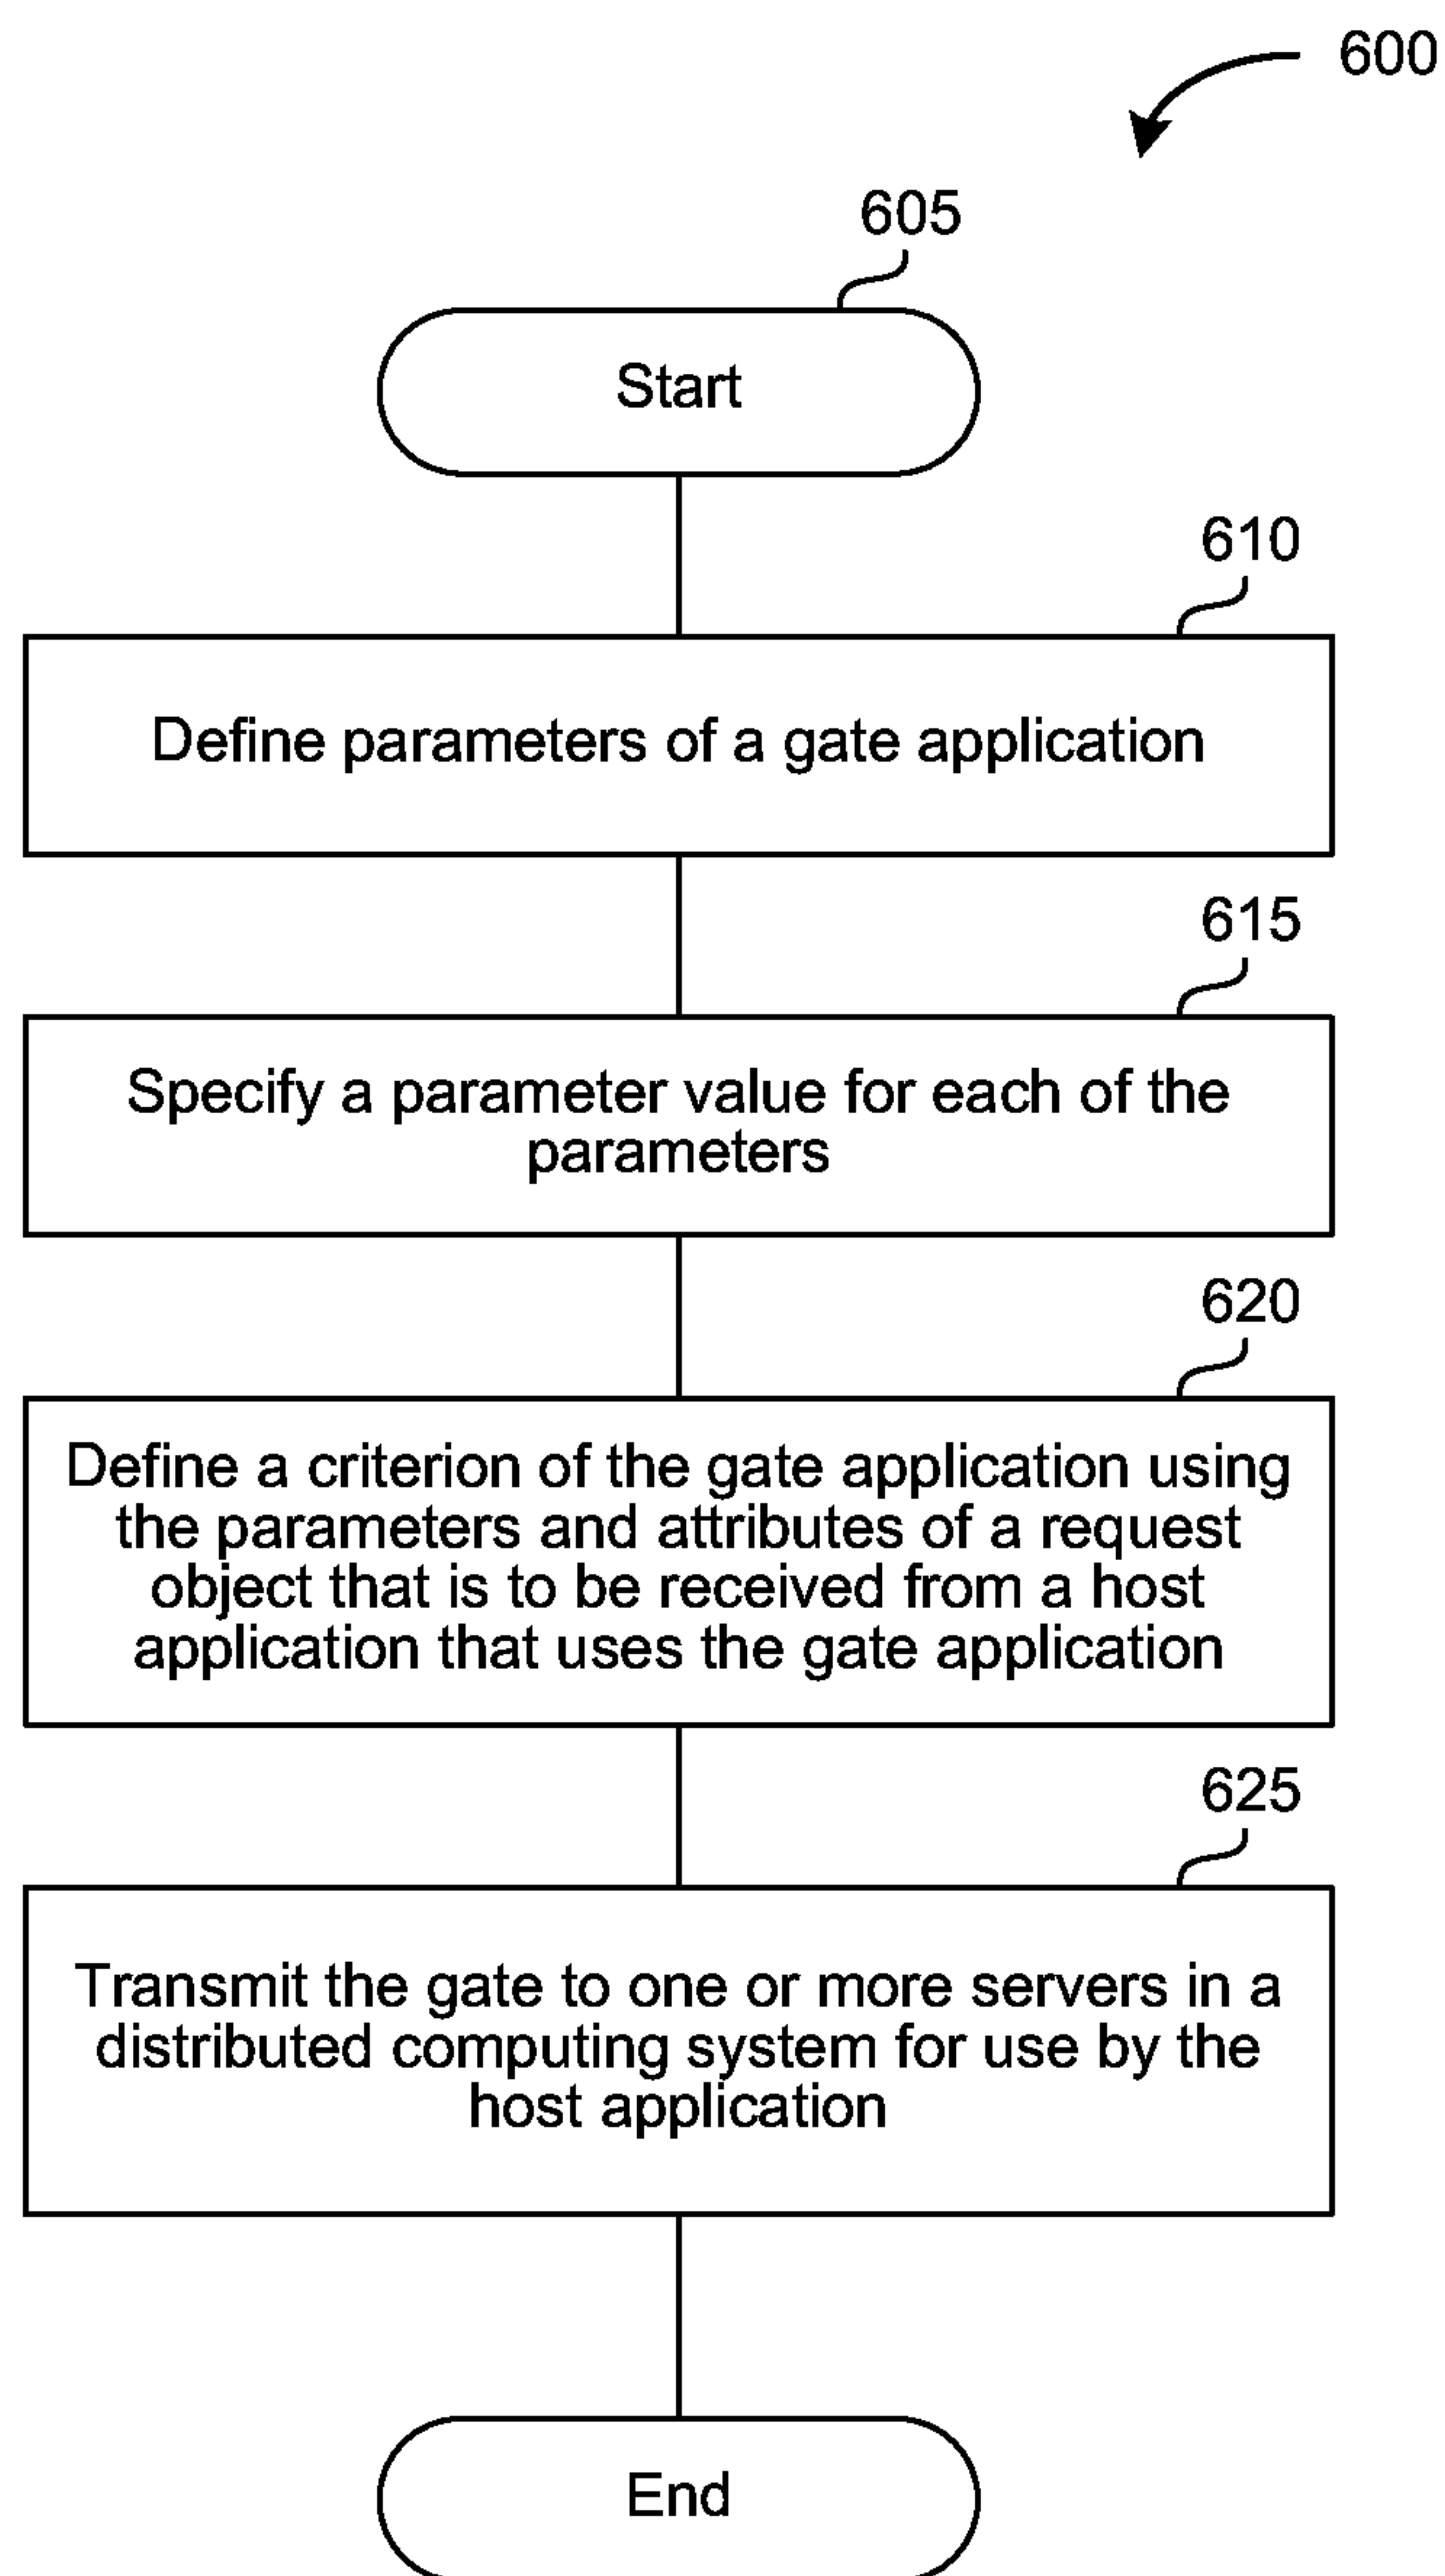 600
605
Start
610
Define parameters of a gate application
615
Specify a parameter value for each of the
parameters
620
Define a criterion of the gate application using
the parameters and attributes of a request
object that is to be received from a host
application that uses the gate application
625
Transmit the gate to one or more servers in a
distributed computing system for use by the
host application
End